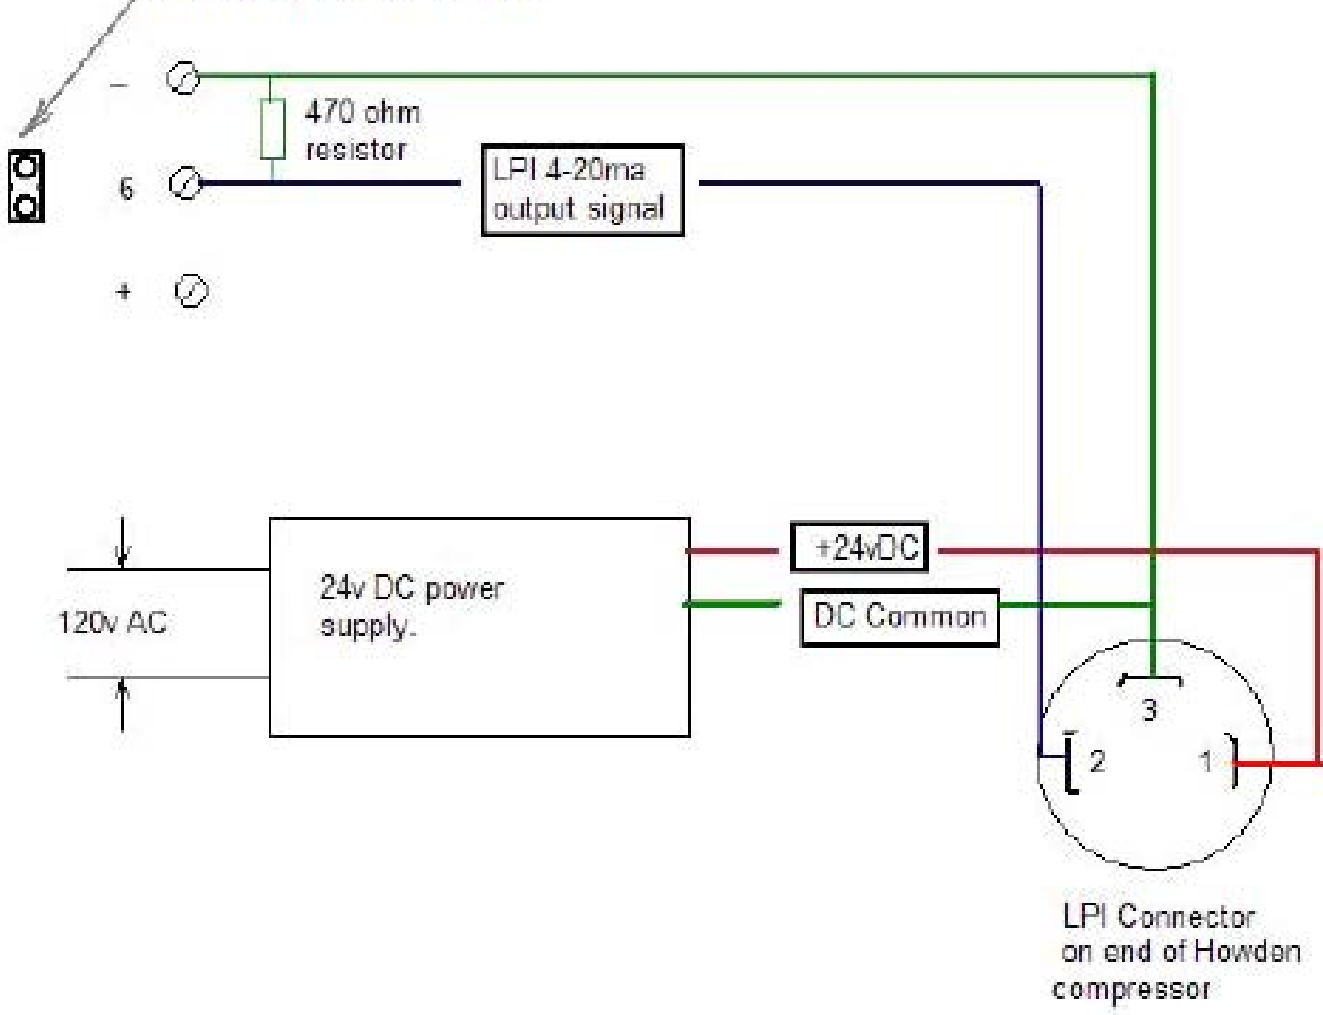 –
470 ohm
resistor
6
LPI 4-20ma
output signal
+
+24vDC
24v DC power
supply.
DC Common
120v AC
3
2
1
LPI Connector
on end of Howden
compressor